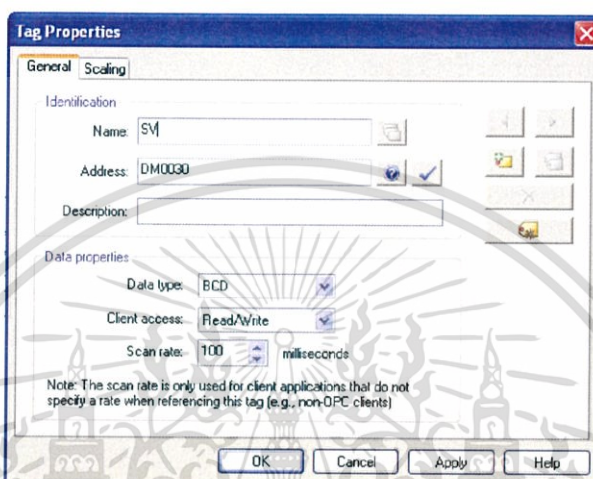 Tag Properties
General Scaling
Identification
Name: SV
Address: DM0030
Description:
Data properties
Data type: BCD
Client access: Read/Write
Scan rate: 100 milliseconds
Note: The scan rate is only used for client applications that do not
specify a rate when referencing this tag (e.g., non-OPC clients)
OK Cancel Apply Help